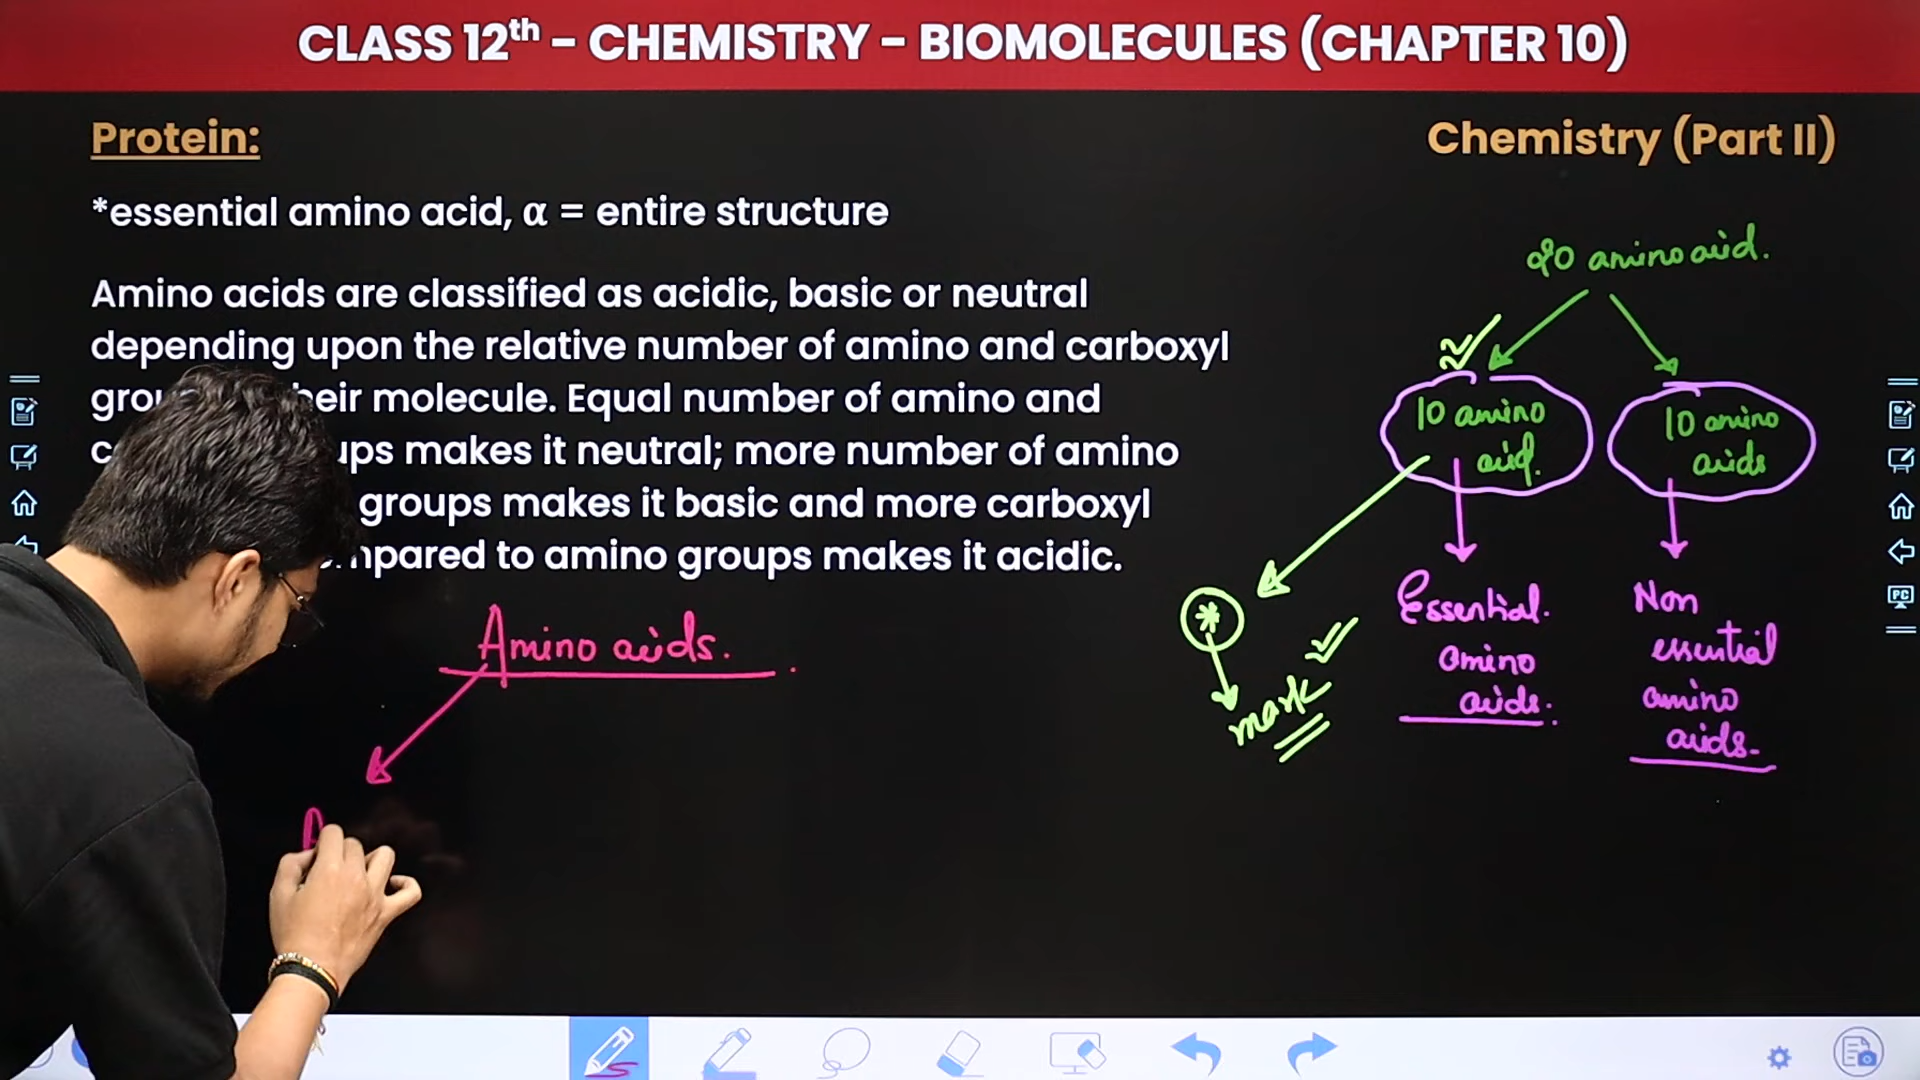 CLASS 12th - CHEMISTRY - BIOMOLECULES (CHAPTER 10)
Protein:
Chemistry (Part II)
*essential amino acid, α = entire structure
Amino acids are classified as acidic, basic or neutral
depending upon the relative number of amino and carboxyl
heir molecule. Equal number of amino and
ups makes it neutral; more number of amino
groups makes it basic and more carboxyl
mpared to amino groups makes it acidic.
20 amino acid.
10 amino
acid.
10 amino
acids
*
mark
Essential.
amino
acids.
Non
essential
amino
acids.
Amino acids.
A
PC